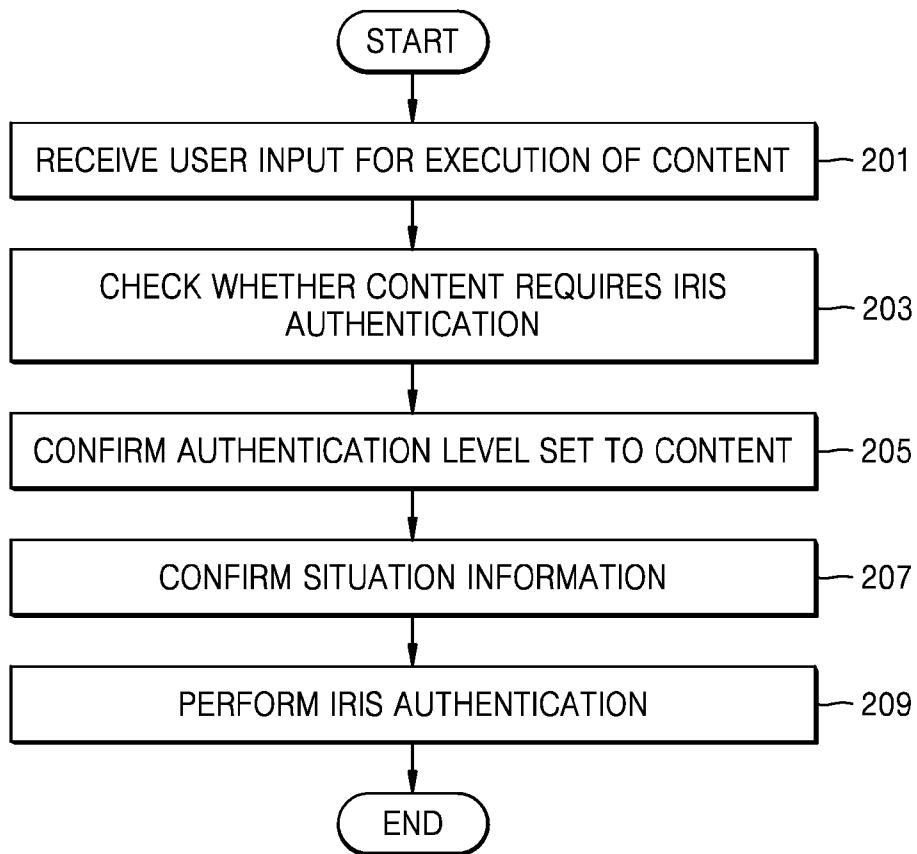 START
RECEIVE USER INPUT FOR EXECUTION OF CONTENT
201
CHECK WHETHER CONTENT REQUIRES IRIS
AUTHENTICATION
203
CONFIRM AUTHENTICATION LEVEL SET TO CONTENT
205
CONFIRM SITUATION INFORMATION
207
PERFORM IRIS AUTHENTICATION
209
END